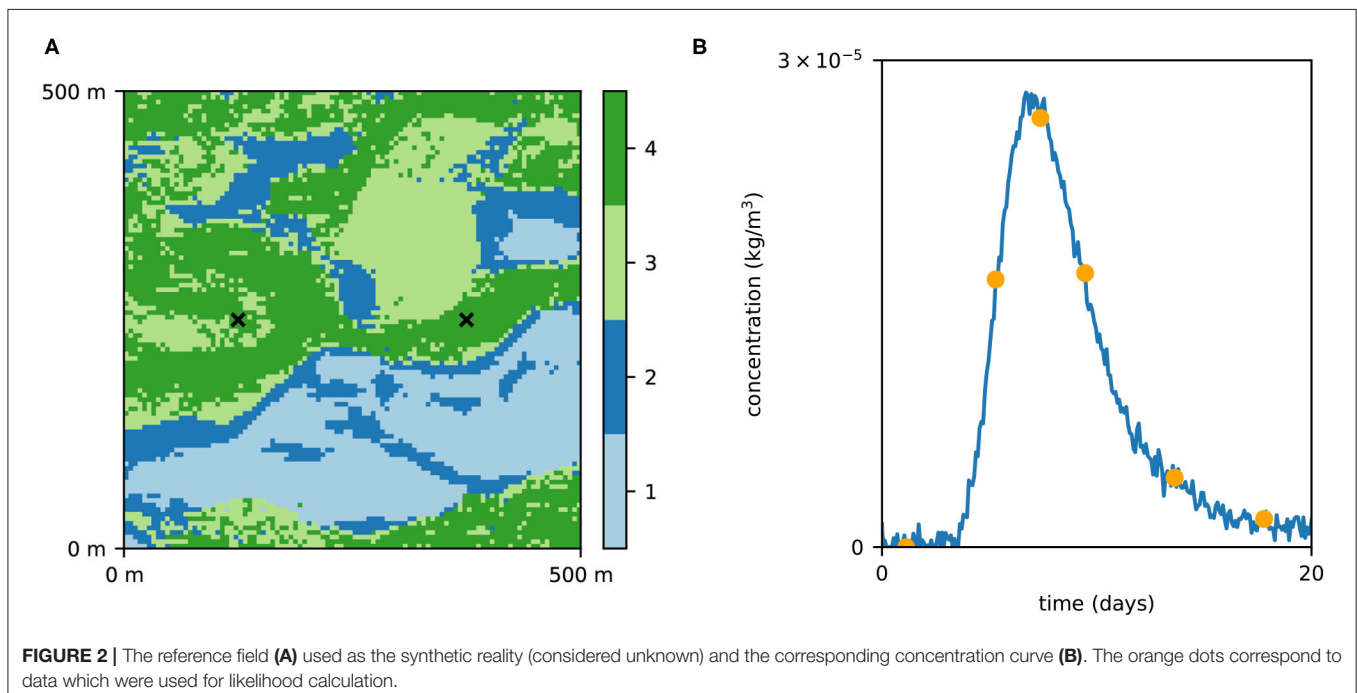 A
500 m
0 m
0 m
500 m
4
3
2
1
B
3 × 10⁻⁵
0
concentration (kg/m³)
0
20
time (days)
FIGURE 2 | The reference field (A) used as the synthetic reality (considered unknown) and the corresponding concentration curve (B). The orange dots correspond to
data which were used for likelihood calculation.